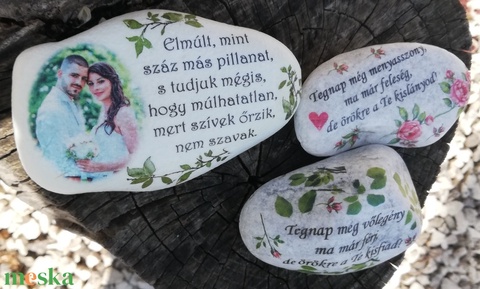 Elmúlt, mint
száz más pillanat,
s tudjuk mégis,
hogy múlhatatlan,
mert szívek őrzik,
nem szavak.
Tegnap még menyasszony,
ma már feleség,
de örökre a Te kislányod!
Tegnap még vőlegény
ma már férj,
de örökre a Te kisfiad!
meska